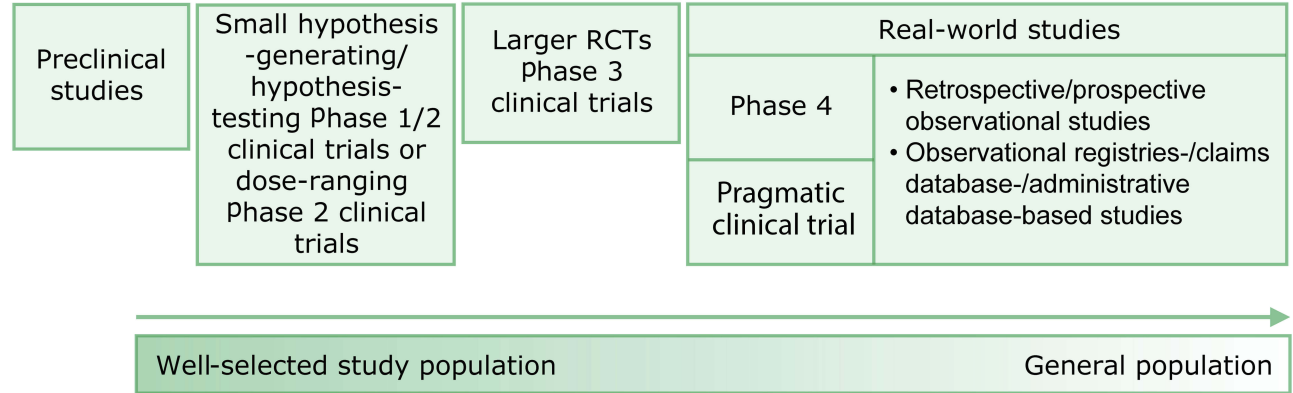 Preclinical
studies
Small hypothesis
-generating/
hypothesis-
testing Phase 1/2
clinical trials or
dose-ranging
Phase 2 clinical
trials
Larger RCTs
Phase 3
clinical trials
Real-world studies
Phase 4
Pragmatic
clinical trial
• Retrospective/prospective
observational studies
• Observational registries-/claims
database-/administrative
database-based studies
Well-selected study population
General population